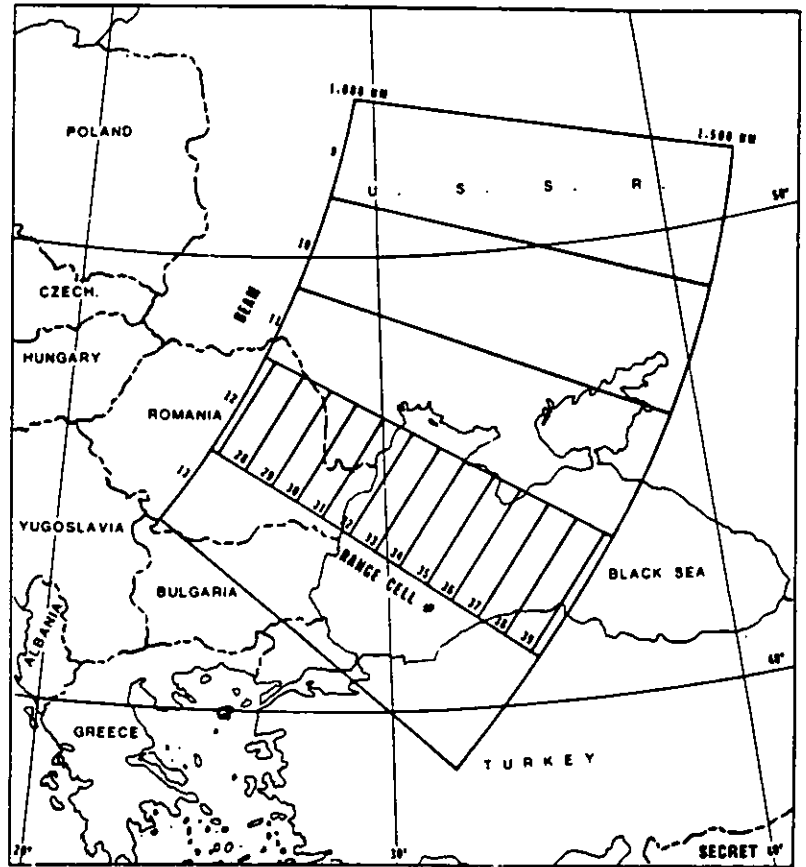 1,000 NM
1,500 NM
POLAND
9
U. S. S. R.
50°
10
CZECH.
BEAM
11
HUNGARY
12
ROMANIA
13
28 29 30 31 32 33 34 35 36 37 38 39
RANGE CELL #
YUGOSLAVIA
BLACK SEA
BULGARIA
ALBANIA
40°
GREECE
TURKEY
20°
30°
SECRET
40°